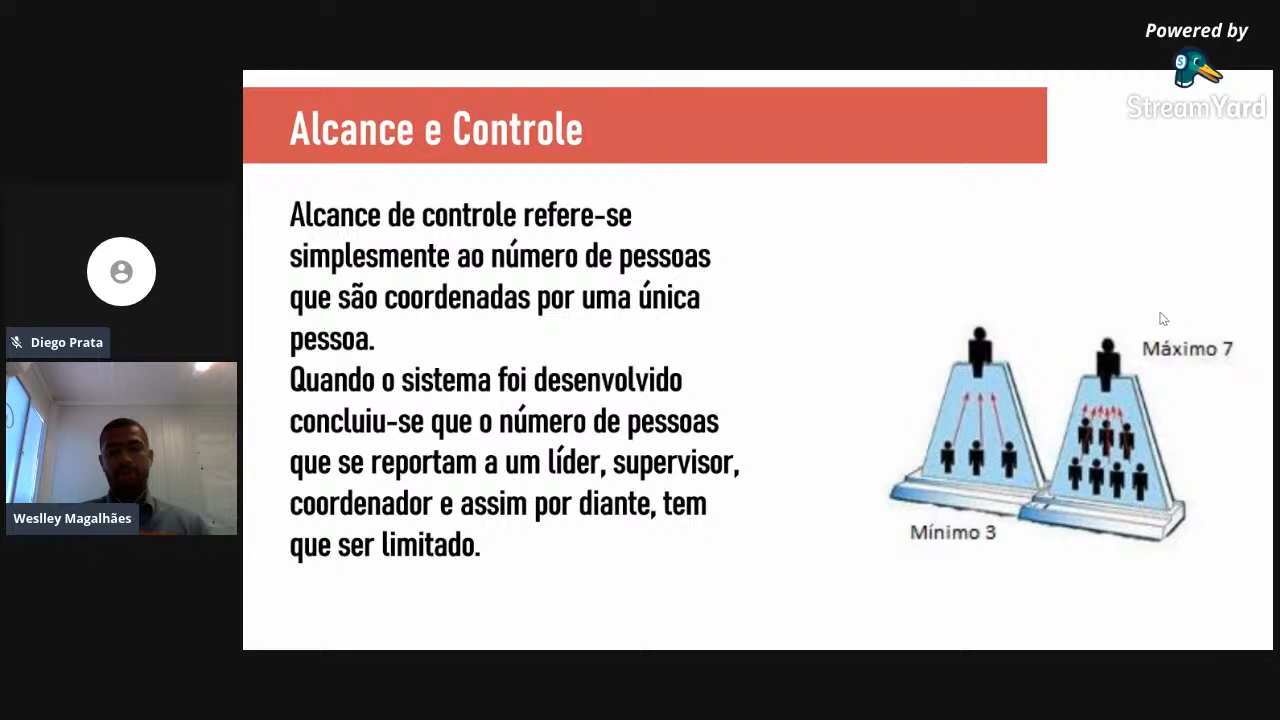 Powered by
StreamYard
Alcance e Controle
Alcance de controle refere-se
simplesmente ao número de pessoas
que são coordenadas por uma única
pessoa.
Quando o sistema foi desenvolvido
concluiu-se que o número de pessoas
que se reportam a um líder, supervisor,
coordenador e assim por diante, tem
que ser limitado.
Máximo 7
Mínimo 3
Diego Prata
Weslley Magalhães